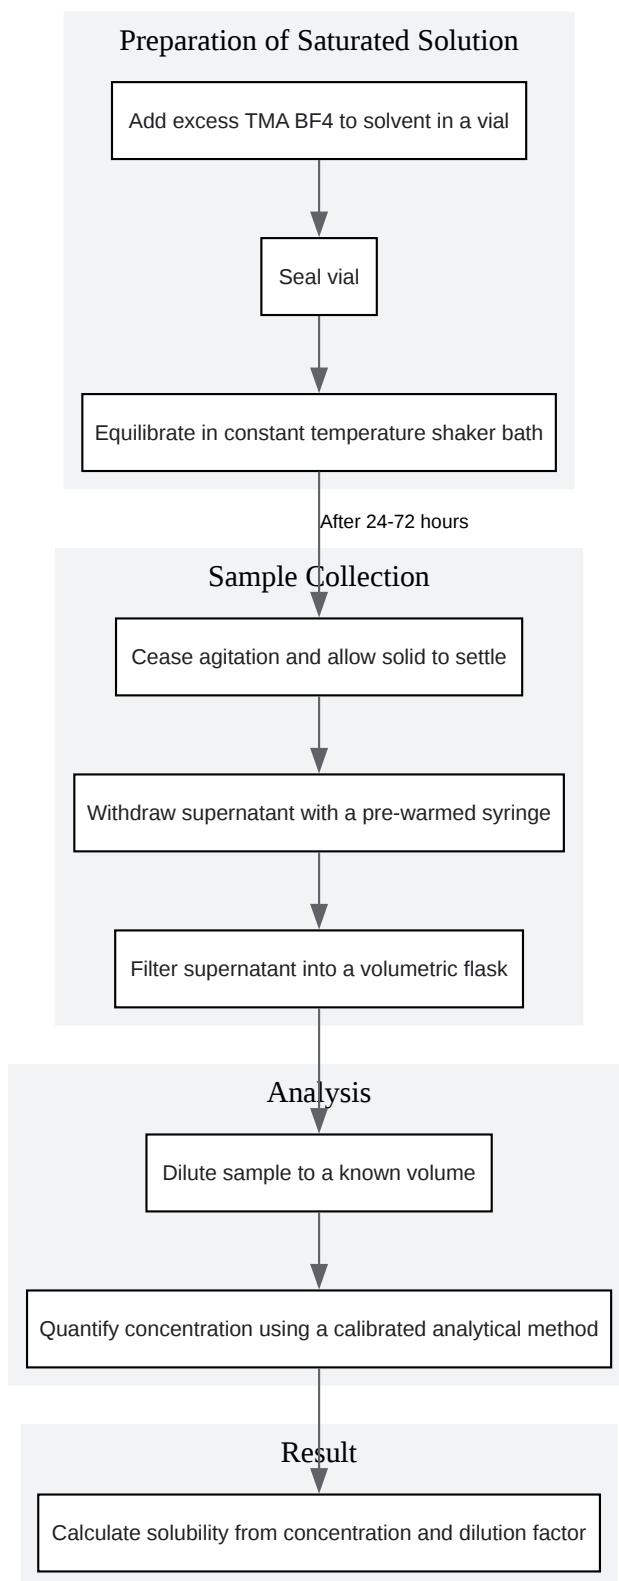 Preparation of Saturated Solution
Add excess TMA BF4 to solvent in a vial
Seal vial
Equilibrate in constant temperature shaker bath
After 24-72 hours
Sample Collection
Cease agitation and allow solid to settle
Withdraw supernatant with a pre-warmed syringe
Filter supernatant into a volumetric flask
Analysis
Dilute sample to a known volume
Quantify concentration using a calibrated analytical method
Result
Calculate solubility from concentration and dilution factor